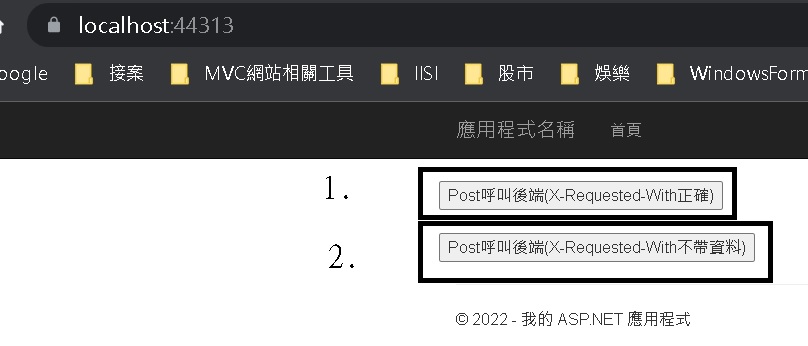 localhost:44313
oogle 接案 MVC網站相關工具 IISI 股市 娛樂 WindowsForm
應用程式名稱 首頁
1. Post呼叫後端(X-Requested-With正確)
2. Post呼叫後端(X-Requested-With不帶資料)
© 2022 - 我的 ASP.NET 應用程式